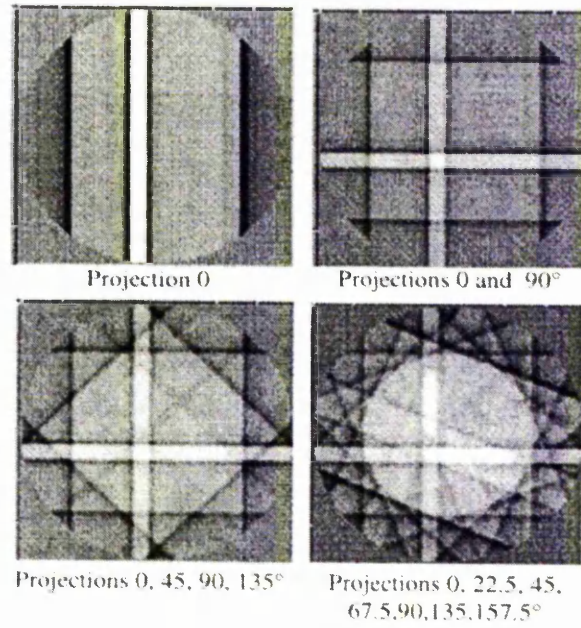 Projection 0
Projections 0 and 90°
Projections 0, 45, 90, 135°
Projections 0, 22.5, 45,
67.5,90,135,157.5°